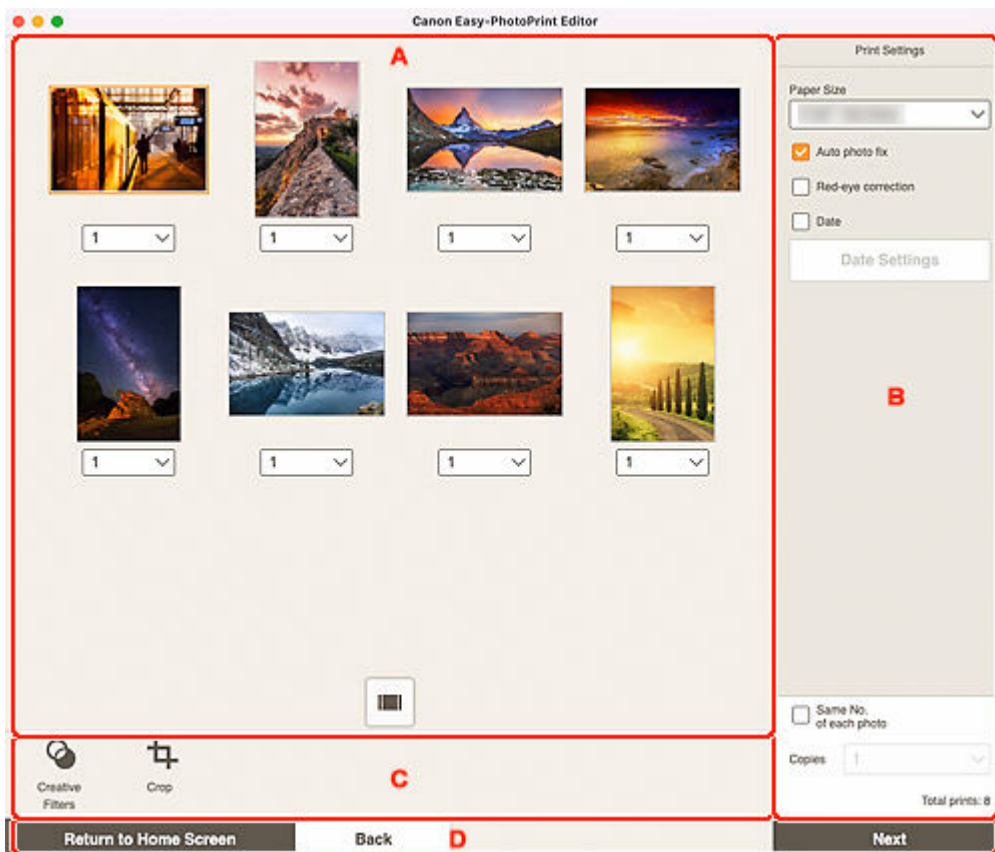 Canon Easy-PhotoPrint Editor
A
Print Settings
Paper Size
Auto photo fix
Red-eye correction
Date
Date Settings
1
1
1
1
B
1
1
1
1
Same No.
of each photo
Copies 1
Total prints: 8
C
Creative
Filters
Crop
Return to Home Screen
Back
D
Next